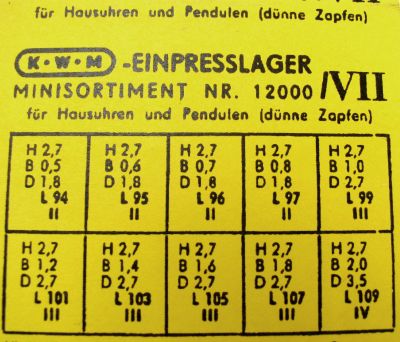 für Hausuhren und Pendulen (dünne Zapfen)
K·W·M -EINPRESSLAGER
MINISORTIMENT NR. 12000/VII
für Hausuhren und Pendulen (dünne Zapfen)
H 2,7 H 2,7 H 2,7 H 2,7 H 2,7
B 0,5 B 0,6 B 0,7 B 0,8 B 1,0
D 1,8 D 1,8 D 1,8 D 1,8 D 2,7
L 94 L 95 L 96 L 97 L 99
II II II II III
H 2,7 H 2,7 H 2,7 H 2,7 H 2,7
B 1,2 B 1,4 B 1,6 B 1,8 B 2,0
D 2,7 D 2,7 D 2,7 D 2,7 D 3,5
L 101 L 103 L 105 L 107 L 109
III III III III IV